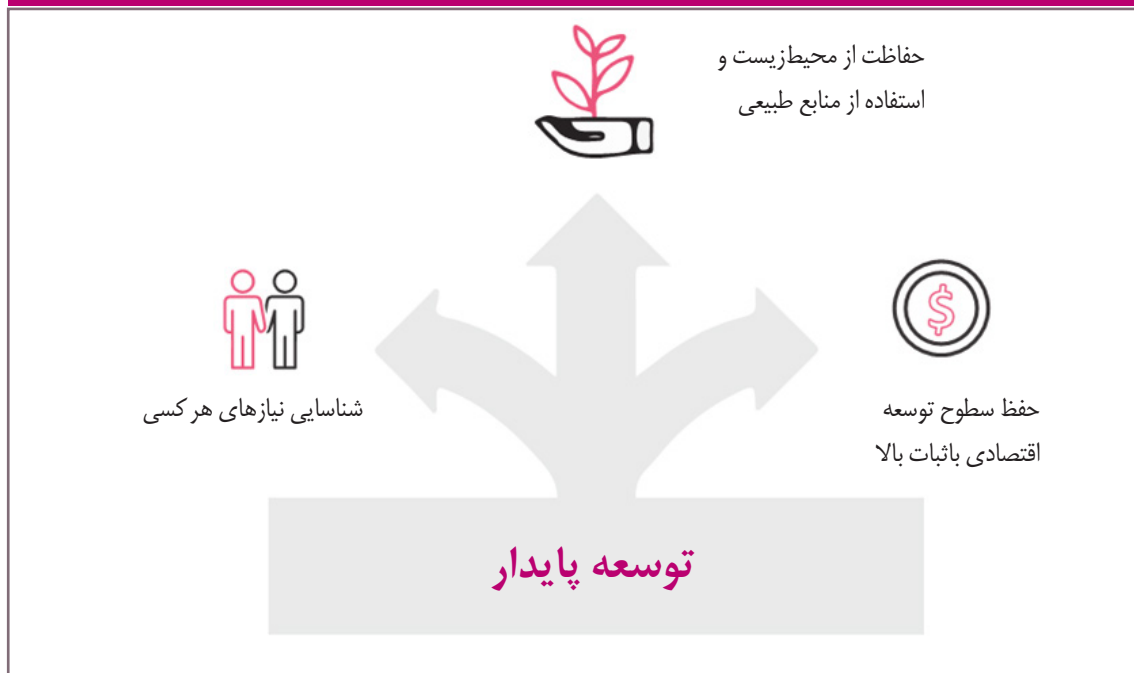 حفاظت از محیط‌زیست و
استفاده از منابع طبیعی
حفظ سطوح توسعه
اقتصادی باثبات بالا
شناسایی نیازهای هر کسی
توسعه پایدار